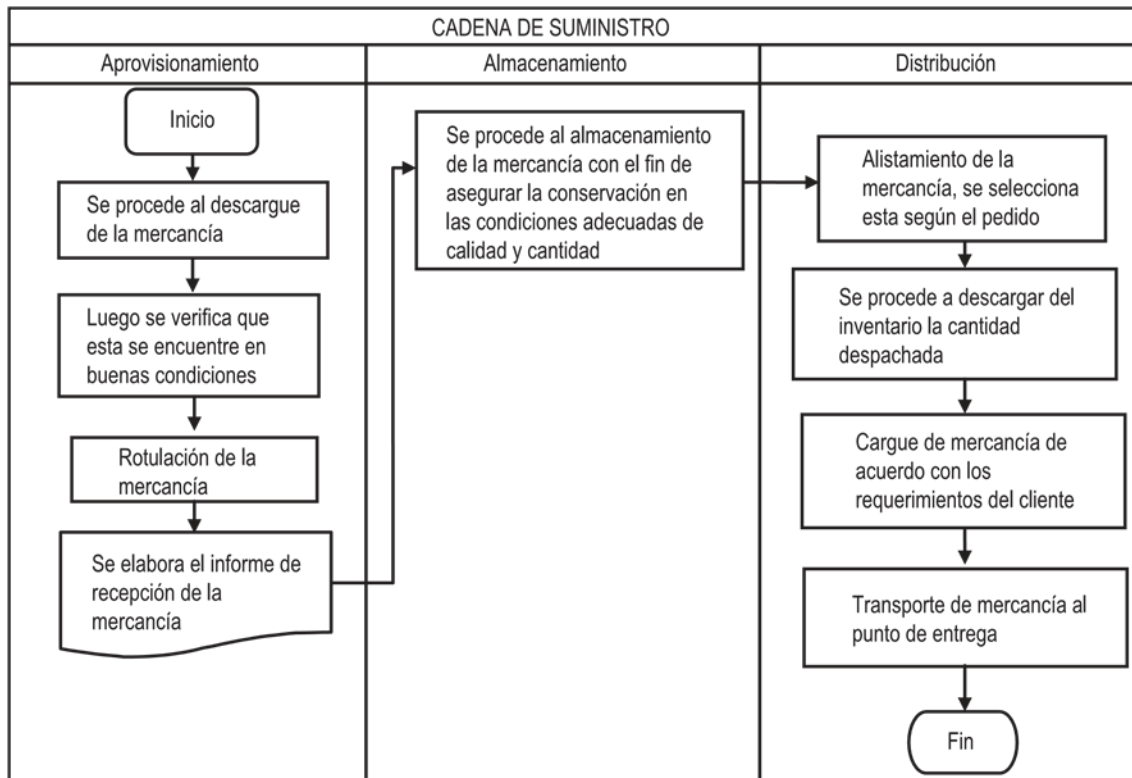 CADENA DE SUMINISTRO
Aprovisionamiento
Almacenamiento
Distribución
Inicio
Se procede al descargue
de la mercancía
Luego se verifica que
esta se encuentre en
buenas condiciones
Rotulación de la
mercancía
Se elabora el informe de
recepción de la
mercancía
Se procede al almacenamiento
de la mercancía con el fin de
asegurar la conservación en
las condiciones adecuadas de
calidad y cantidad
Alistamiento de la
mercancía, se selecciona
esta según el pedido
Se procede a descargar del
inventario la cantidad
despachada
Cargue de mercancía de
acuerdo con los
requerimientos del cliente
Transporte de mercancía al
punto de entrega
Fin